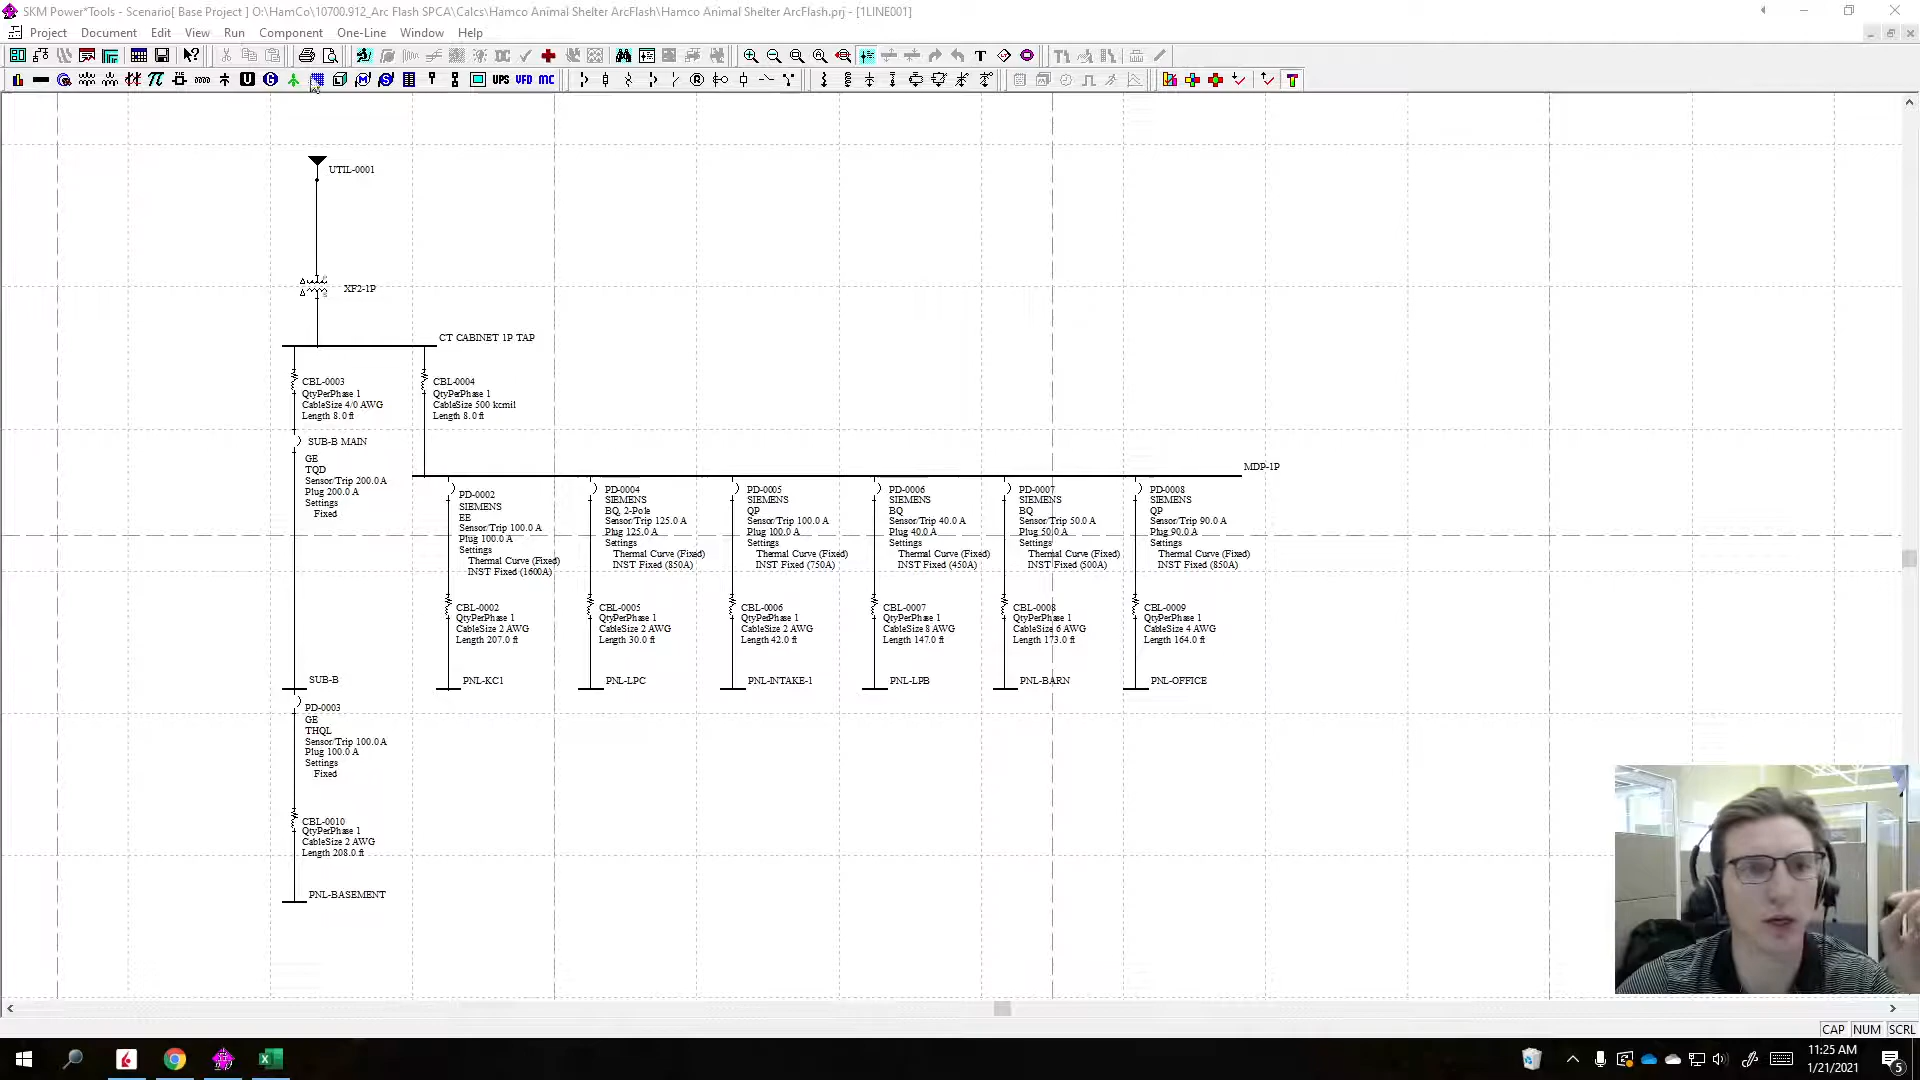 SKM Power*Tools - Scenario[ Base Project ] O:\HamCo\10700.912_Arc Flash SPCA\Calcs\Hamco Animal Shelter ArcFlash\Hamco Animal Shelter ArcFlash.prj - [1LINE001]
Project Document Edit View Run Component One-Line Window Help
DC T
U G M S UPS VFD MC R T
UTIL-0001
XF2-1P
CT CABINET 1P TAP
CBL-0003
QtyPerPhase 1
CableSize 4/0 AWG
Length 8.0 ft
CBL-0004
QtyPerPhase 1
CableSize 500 kcmil
Length 8.0 ft
SUB-B MAIN
GE
TQD
Sensor/Trip 200.0 A
Plug 200.0 A
Settings
Fixed
MDP-1P
PD-0002
SIEMENS
EE
Sensor/Trip 100.0 A
Plug 100.0 A
Settings
Thermal Curve (Fixed)
INST Fixed (1600A)
PD-0004
SIEMENS
BQ, 2-Pole
Sensor/Trip 125.0 A
Plug 125.0 A
Settings
Thermal Curve (Fixed)
INST Fixed (850A)
PD-0005
SIEMENS
QP
Sensor/Trip 100.0 A
Plug 100.0 A
Settings
Thermal Curve (Fixed)
INST Fixed (750A)
PD-0006
SIEMENS
BQ
Sensor/Trip 40.0 A
Plug 40.0 A
Settings
Thermal Curve (Fixed)
INST Fixed (450A)
PD-0007
SIEMENS
BQ
Sensor/Trip 50.0 A
Plug 50.0 A
Settings
Thermal Curve (Fixed)
INST Fixed (500A)
PD-0008
SIEMENS
QP
Sensor/Trip 90.0 A
Plug 90.0 A
Settings
Thermal Curve (Fixed)
INST Fixed (850A)
CBL-0002
QtyPerPhase 1
CableSize 2 AWG
Length 207.0 ft
CBL-0005
QtyPerPhase 1
CableSize 2 AWG
Length 30.0 ft
CBL-0006
QtyPerPhase 1
CableSize 2 AWG
Length 42.0 ft
CBL-0007
QtyPerPhase 1
CableSize 8 AWG
Length 147.0 ft
CBL-0008
QtyPerPhase 1
CableSize 6 AWG
Length 173.0 ft
CBL-0009
QtyPerPhase 1
CableSize 4 AWG
Length 164.0 ft
SUB-B
PNL-KC1
PNL-LPC
PNL-INTAKE-1
PNL-LPB
PNL-BARN
PNL-OFFICE
PD-0003
GE
THQL
Sensor/Trip 100.0 A
Plug 100.0 A
Settings
Fixed
CBL-0010
QtyPerPhase 1
CableSize 2 AWG
Length 208.0 ft
PNL-BASEMENT
CAP NUM SCRL
11:25 AM
1/21/2021
5